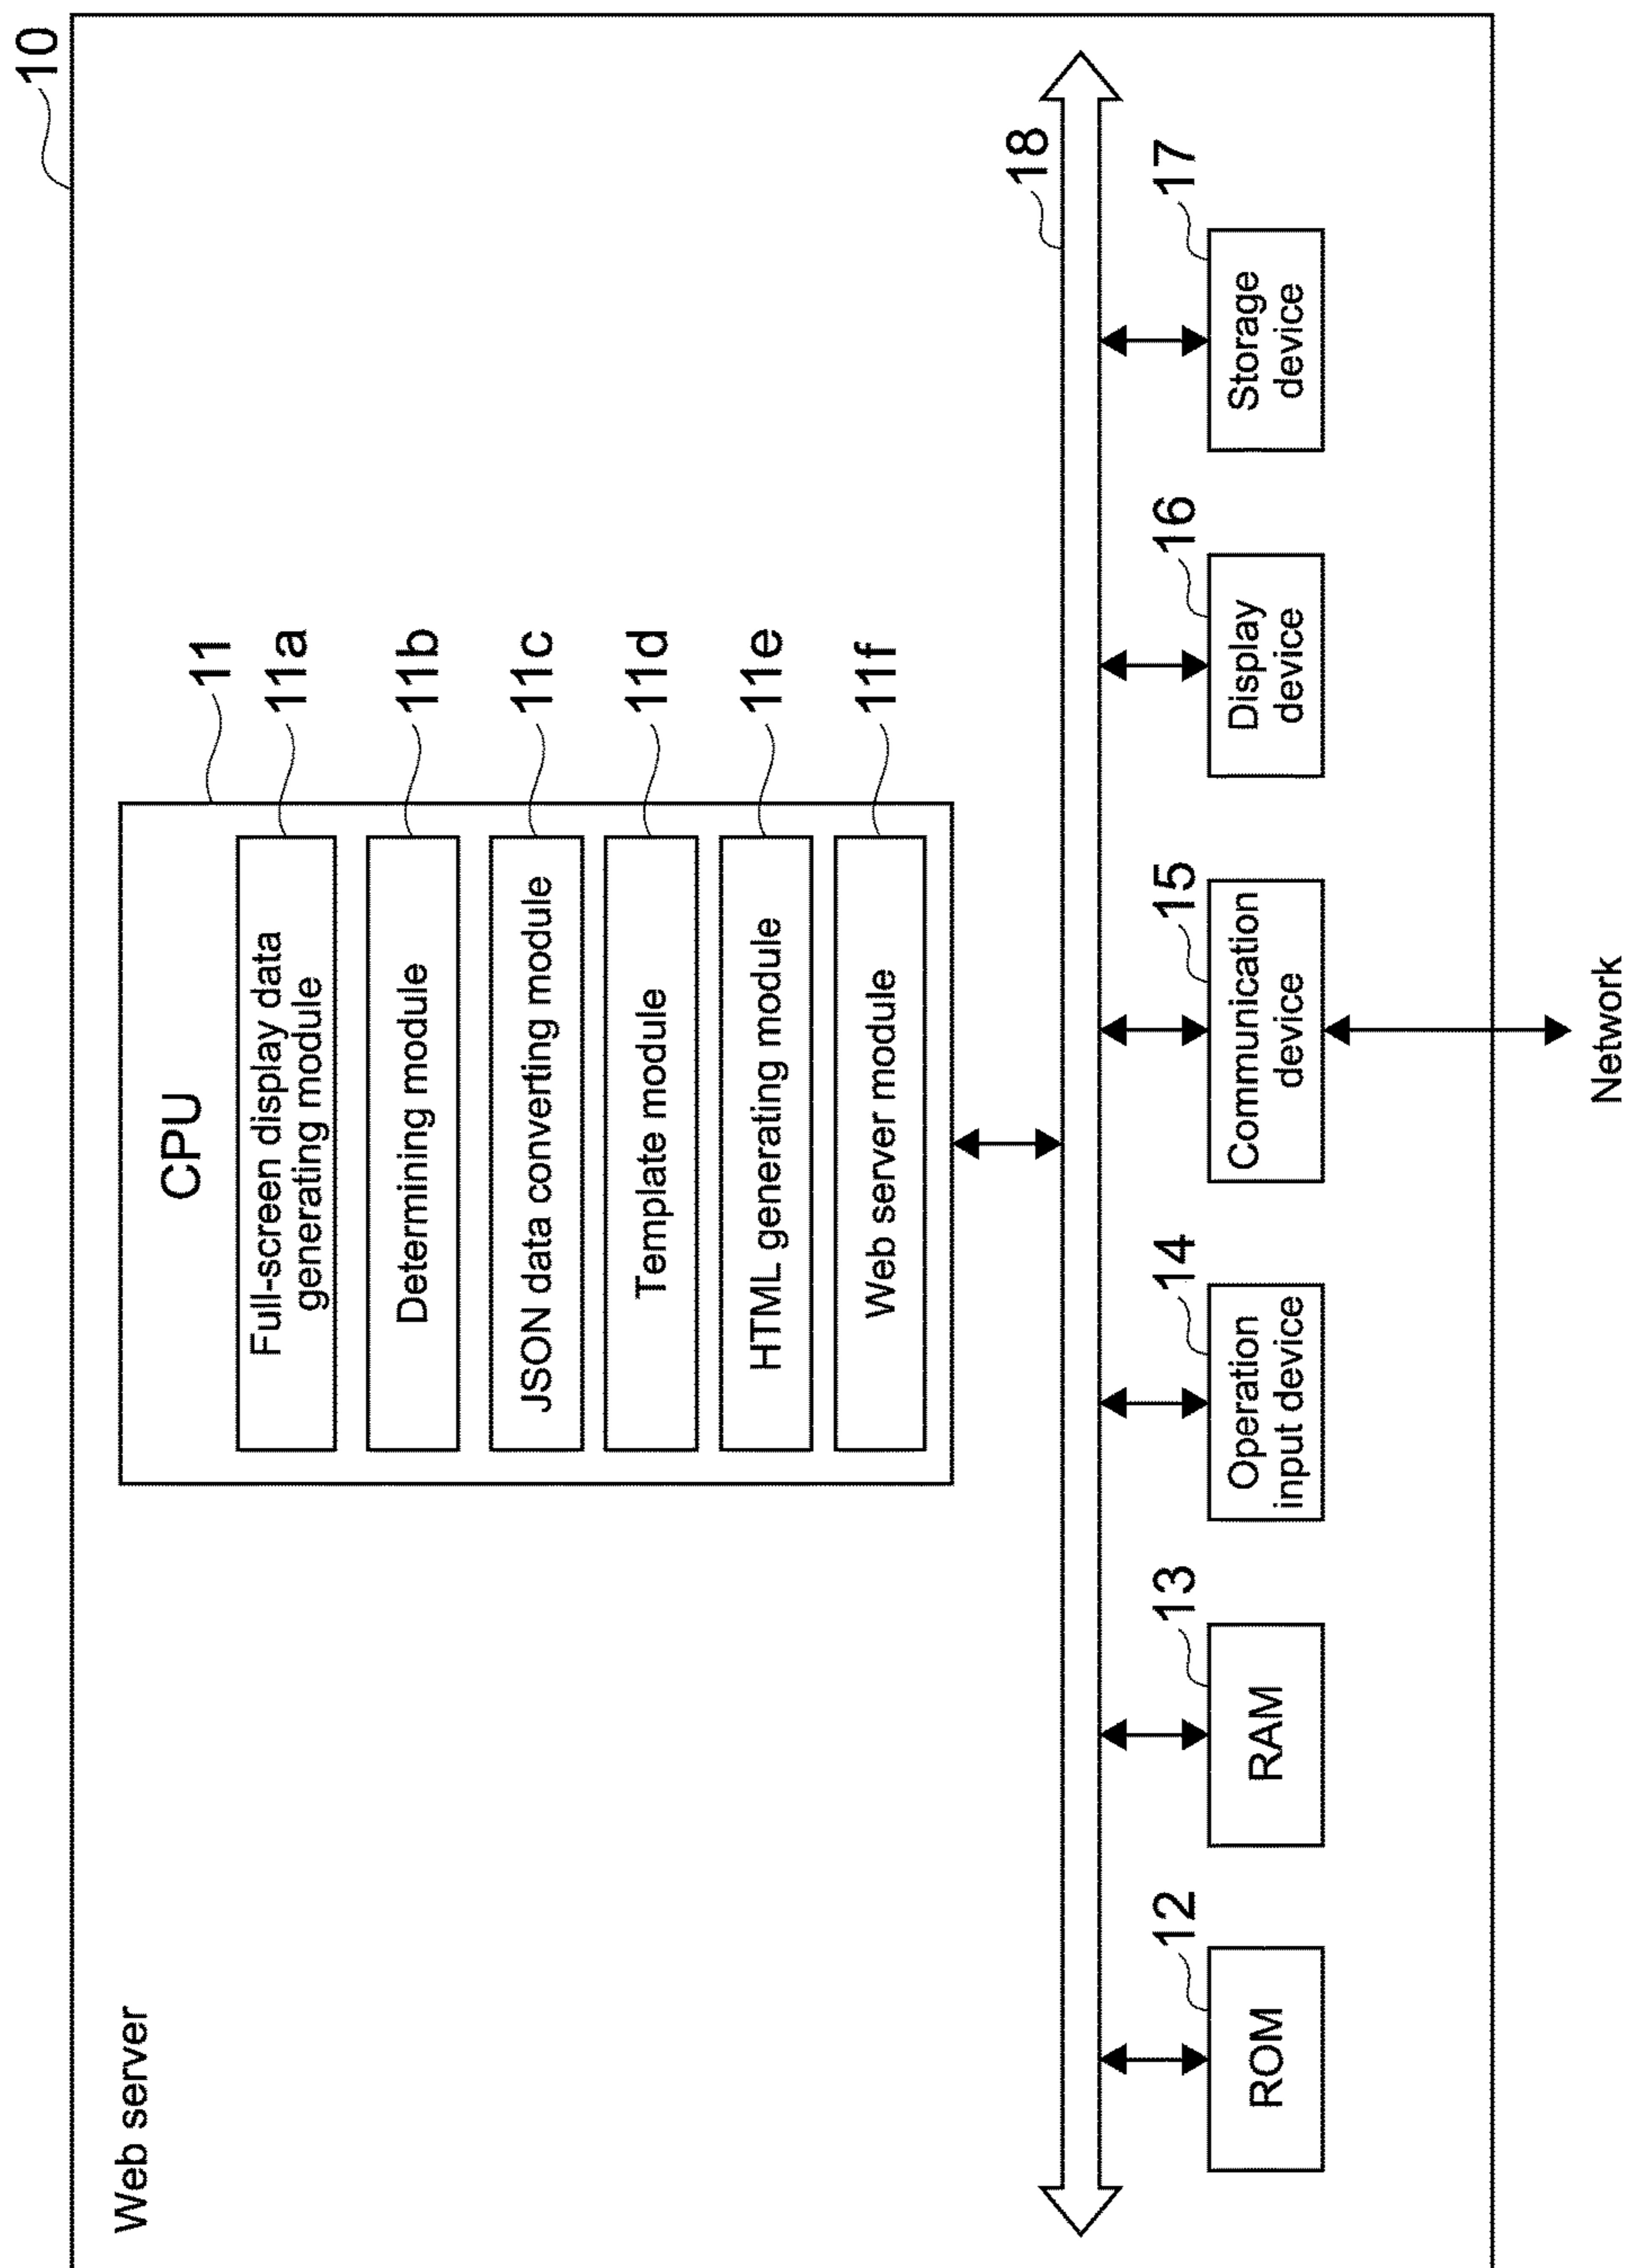 10
Web server
11
CPU
11a
Full-screen display data
generating module
11b
Determining module
11c
JSON data converting module
11d
Template module
11e
HTML generating module
11f
Web server module
18
12
ROM
13
RAM
14
Operation
input device
15
Communication
device
16
Display
device
17
Storage
device
Network